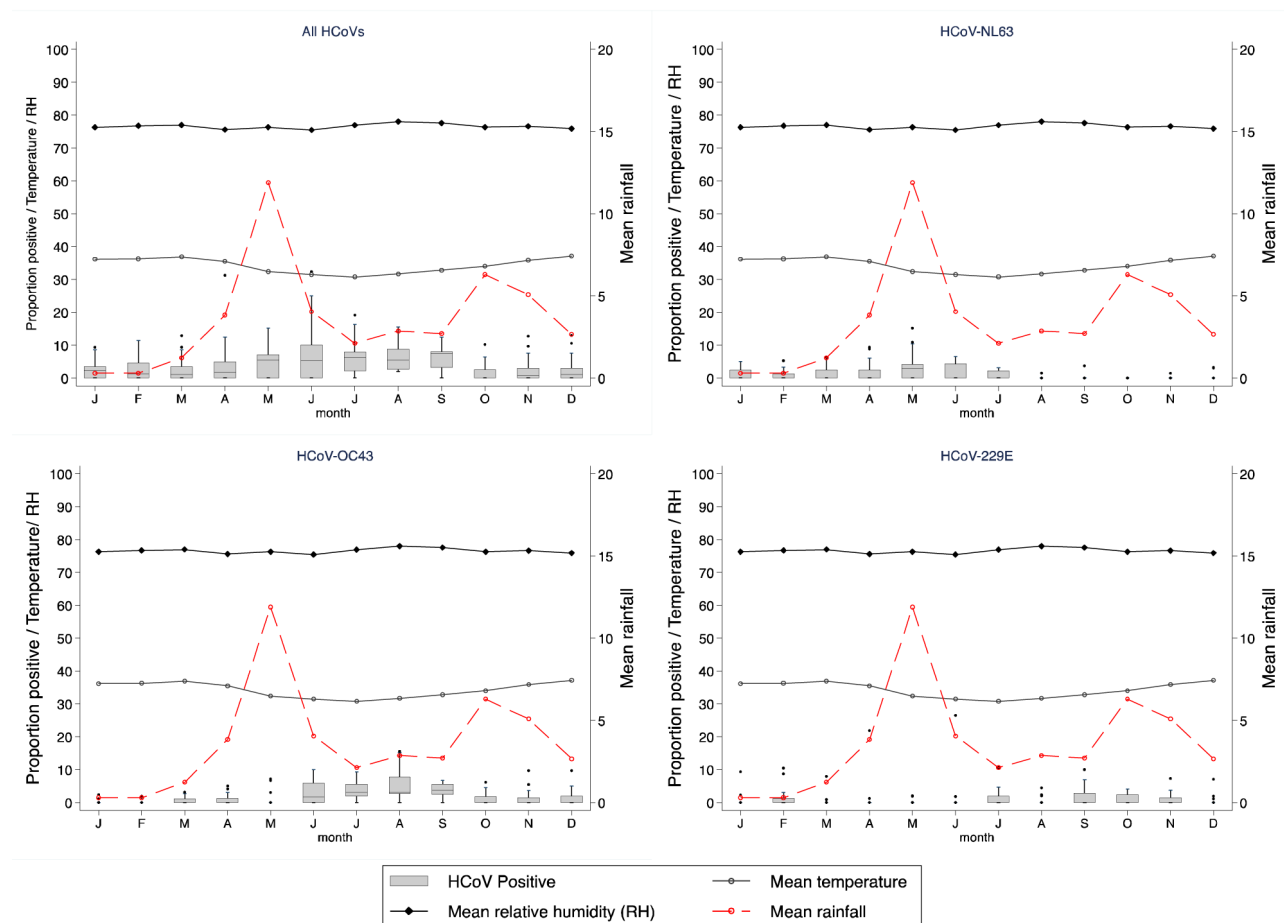 All HCoVs
Proportion positive / Temperature / RH
100
90
80
70
60
50
40
30
20
10
0
20
15
10
5
0
Mean rainfall
J F M A M J J A S O N D
month
HCoV-NL63
Proportion positive / Temperature / RH
100
90
80
70
60
50
40
30
20
10
0
20
15
10
5
0
Mean rainfall
J F M A M J J A S O N D
month
HCoV-OC43
Proportion positive / Temperature/ RH
100
90
80
70
60
50
40
30
20
10
0
20
15
10
5
0
Mean rainfall
J F M A M J J A S O N D
month
HCoV-229E
Proportion positive / Temperature / RH
100
90
80
70
60
50
40
30
20
10
0
20
15
10
5
0
Mean rainfall
J F M A M J J A S O N D
month
HCoV Positive
Mean temperature
Mean relative humidity (RH)
Mean rainfall